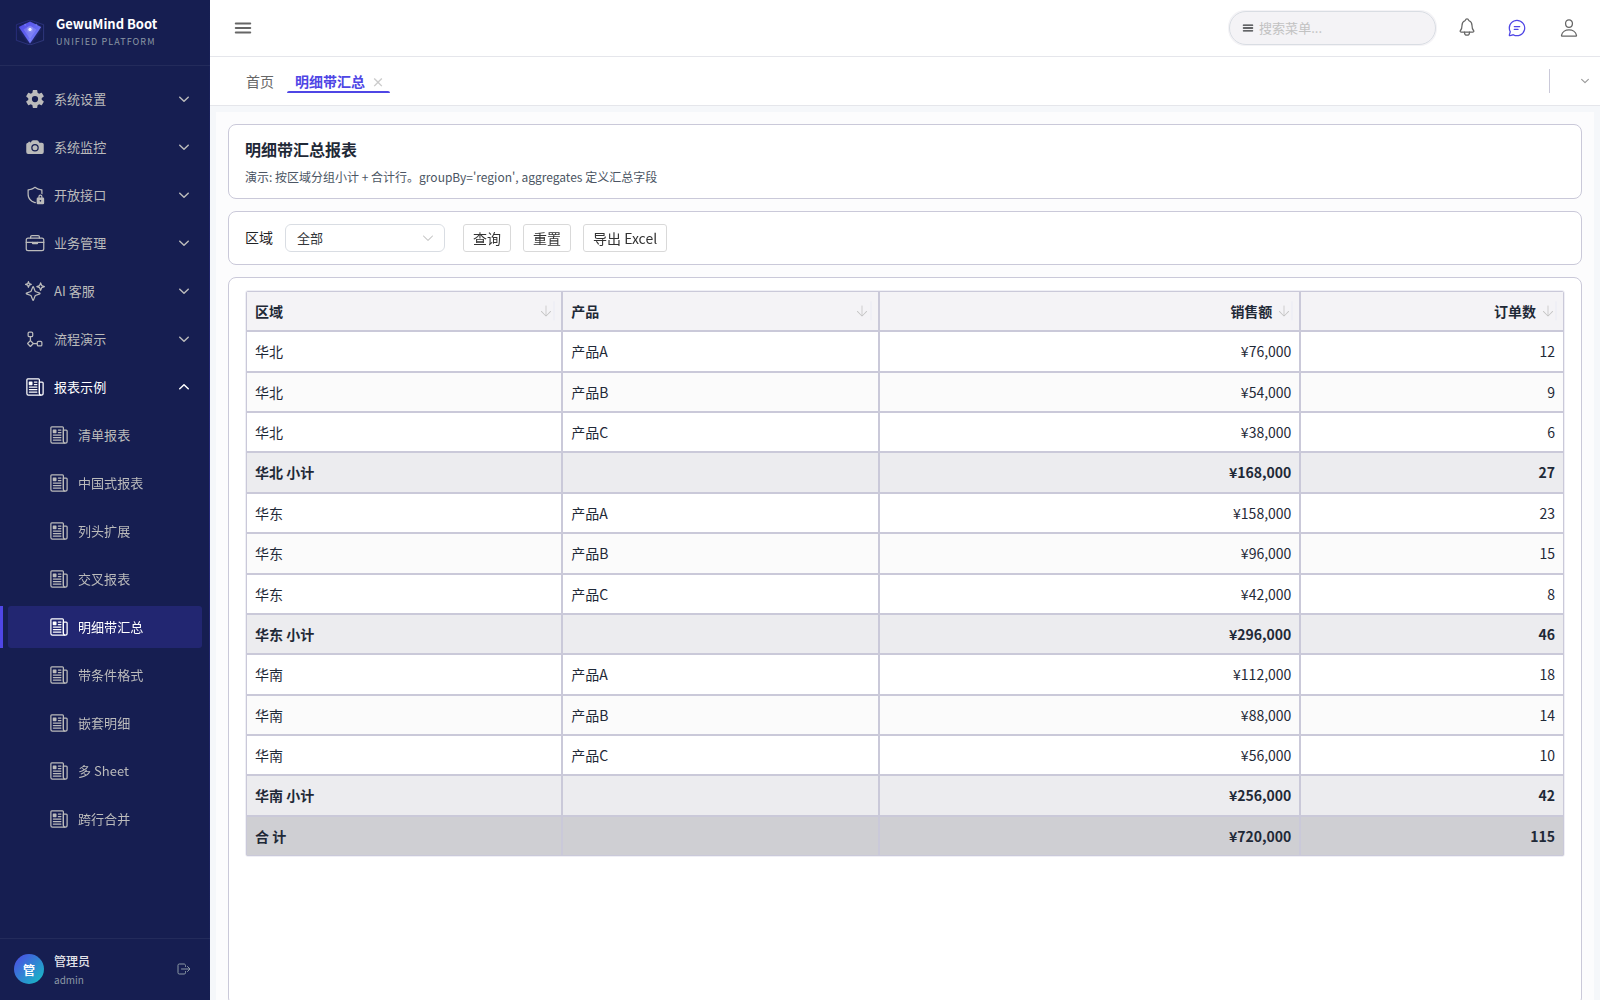 GewuMind Boot
UNIFIED PLATFORM
系统设置
系统监控
开放接口
业务管理
AI 客服
流程演示
报表示例
清单报表
中国式报表
列头扩展
交叉报表
明细带汇总
带条件格式
嵌套明细
多 Sheet
跨行合并
管
管理员
admin
搜索菜单...
首页 明细带汇总
明细带汇总报表
演示: 按区域分组小计 + 合计行。groupBy='region', aggregates 定义汇总字段
区域 全部 查询 重置 导出 Excel
区域 产品 销售额 订单数
华北 产品A ¥76,000 12
华北 产品B ¥54,000 9
华北 产品C ¥38,000 6
华北 小计 ¥168,000 27
华东 产品A ¥158,000 23
华东 产品B ¥96,000 15
华东 产品C ¥42,000 8
华东 小计 ¥296,000 46
华南 产品A ¥112,000 18
华南 产品B ¥88,000 14
华南 产品C ¥56,000 10
华南 小计 ¥256,000 42
合 计 ¥720,000 115